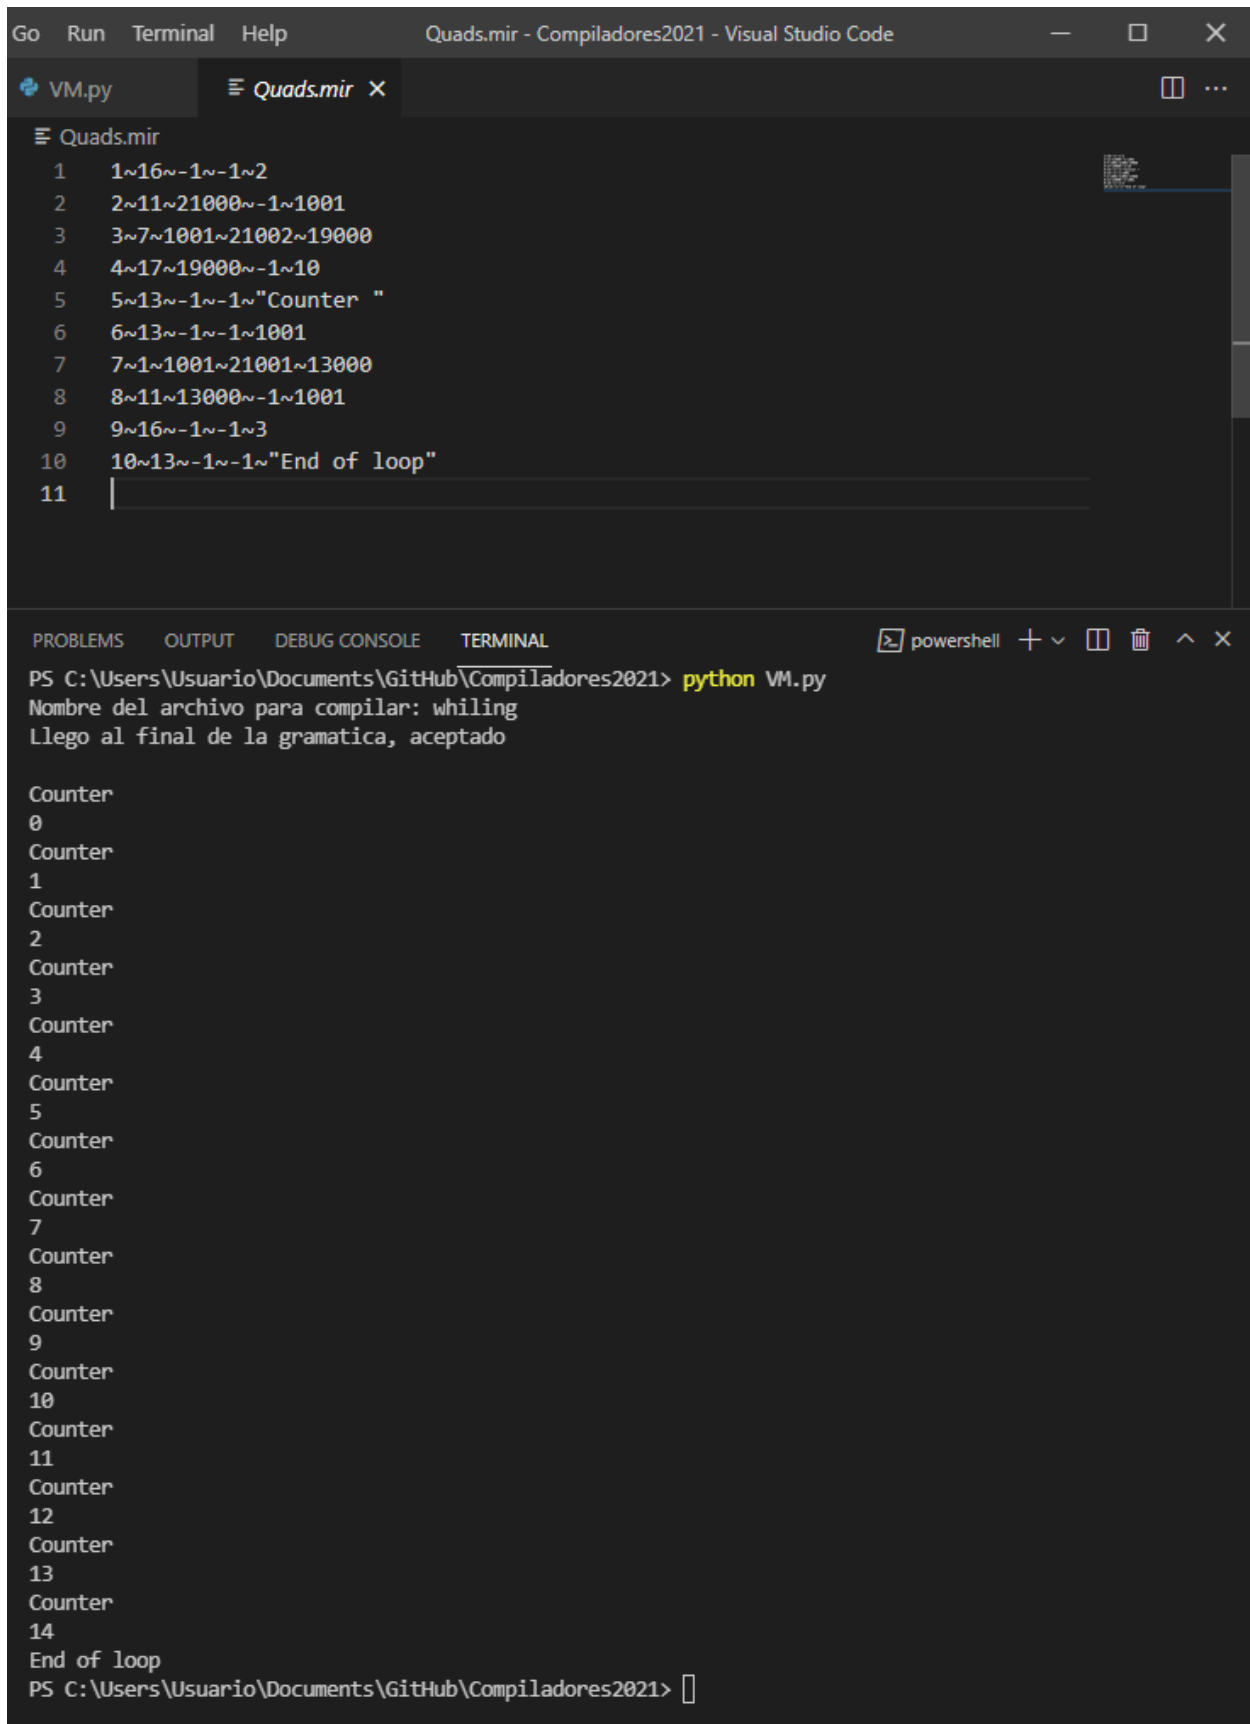 Go Run Terminal Help Quads.mir - Compiladores2021 - Visual Studio Code
VM.py Quads.mir
Quads.mir
1 1~16~-1~-1~2
2 2~11~21000~-1~1001
3 3~7~1001~21002~19000
4 4~17~19000~-1~10
5 5~13~-1~-1~"Counter "
6 6~13~-1~-1~1001
7 7~1~1001~21001~13000
8 8~11~13000~-1~1001
9 9~16~-1~-1~3
10 10~13~-1~-1~"End of loop"
11
PROBLEMS OUTPUT DEBUG CONSOLE TERMINAL powershell
PS C:\Users\Usuario\Documents\GitHub\Compiladores2021> python VM.py
Nombre del archivo para compilar: whiling
Llego al final de la gramatica, aceptado
Counter
0
Counter
1
Counter
2
Counter
3
Counter
4
Counter
5
Counter
6
Counter
7
Counter
8
Counter
9
Counter
10
Counter
11
Counter
12
Counter
13
Counter
14
End of loop
PS C:\Users\Usuario\Documents\GitHub\Compiladores2021>